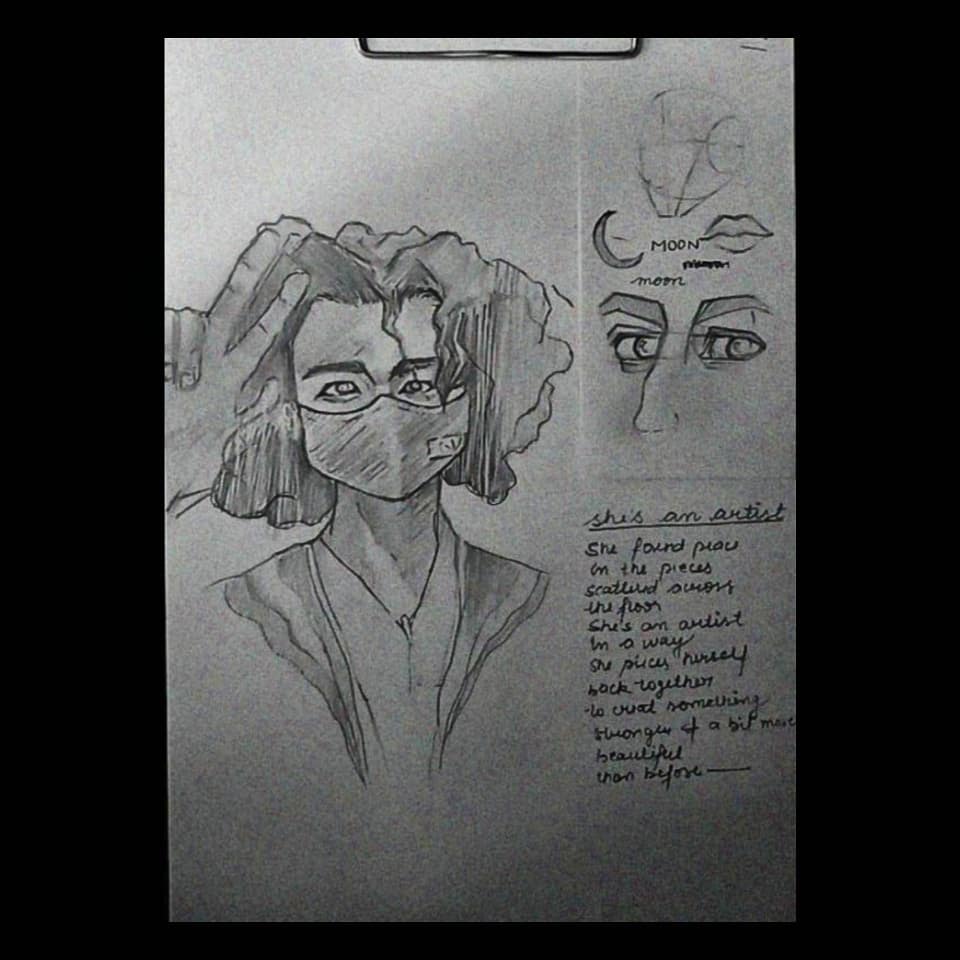 MOON
moon
she's an artist
She found peace
in the pieces
scattered across
the floor
She's an artist
in a way
she pieces herself
back together
to creat something
stronger & a bit more
beautiful
than before